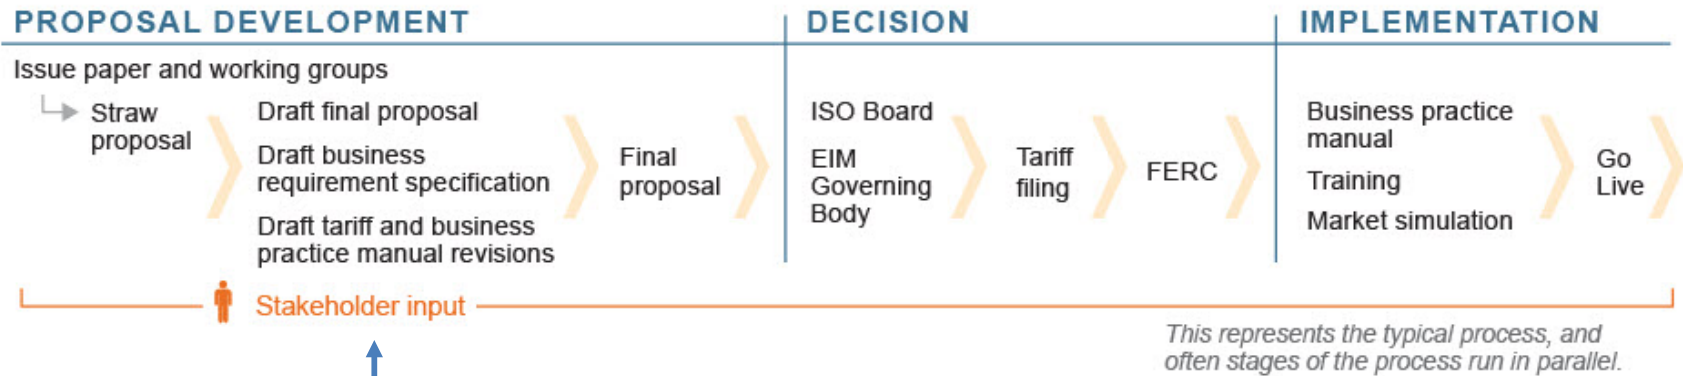 PROPOSAL DEVELOPMENT
DECISION
IMPLEMENTATION
Issue paper and working groups
Straw
proposal
Draft final proposal
Draft business
requirement specification
Draft tariff and business
practice manual revisions
Final
proposal
ISO Board
EIM
Governing
Body
Tariff
filing
FERC
Business practice
manual
Training
Market simulation
Go
Live
Stakeholder input
This represents the typical process, and
often stages of the process run in parallel.